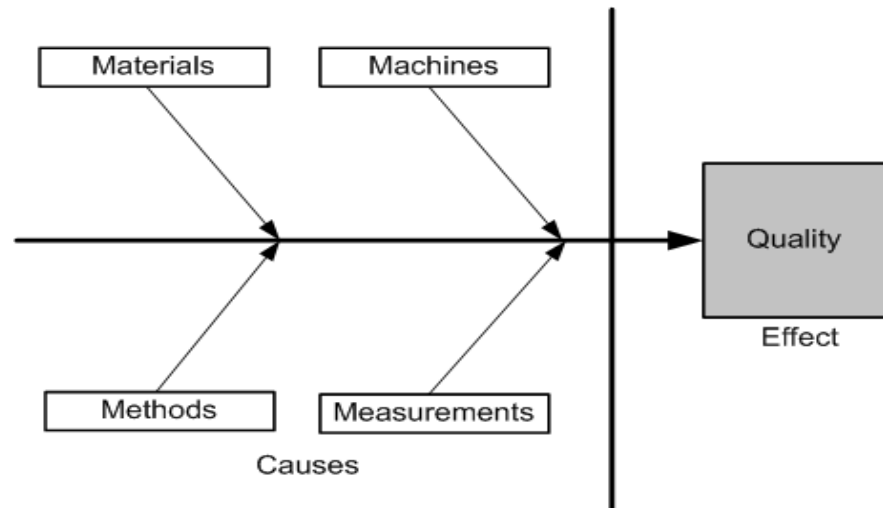 Materials
Machines
Quality
Effect
Methods
Measurements
Causes